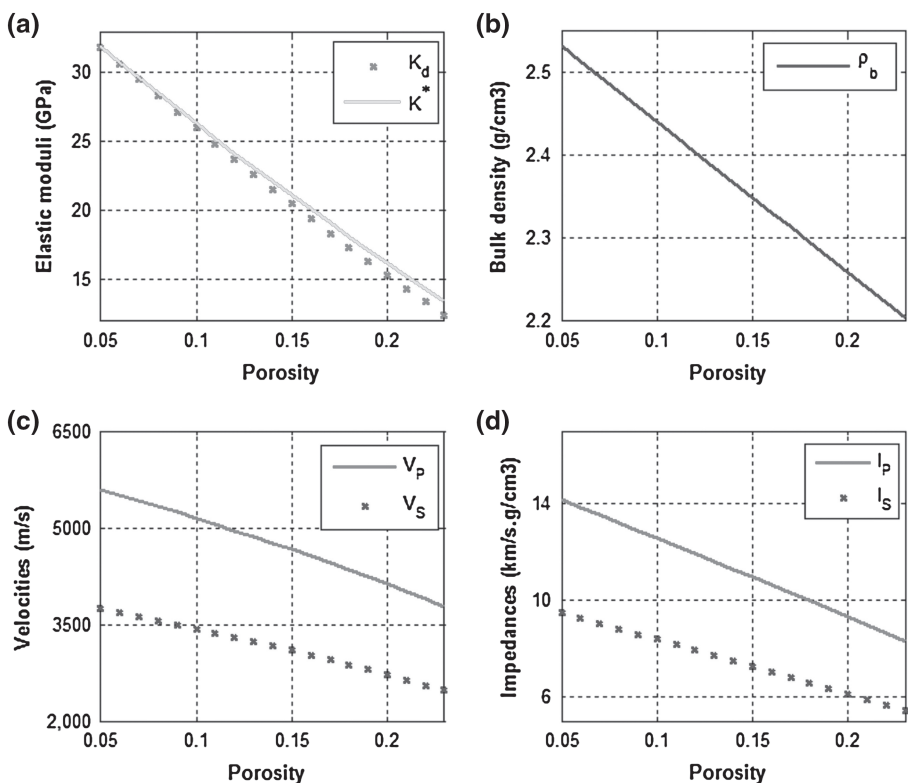 (a)
Elastic moduli (GPa)
30
25
20
15
K_d
K*
0.05 0.1 0.15 0.2
Porosity
(b)
Bulk density (g/cm3)
2.5
2.4
2.3
2.2
ρ_b
0.05 0.1 0.15 0.2
Porosity
(c)
Velocities (m/s)
6500
5000
3500
2,000
V_P
V_S
0.05 0.1 0.15 0.2
Porosity
(d)
Impedances (km/s.g/cm3)
14
10
6
I_P
I_S
0.05 0.1 0.15 0.2
Porosity